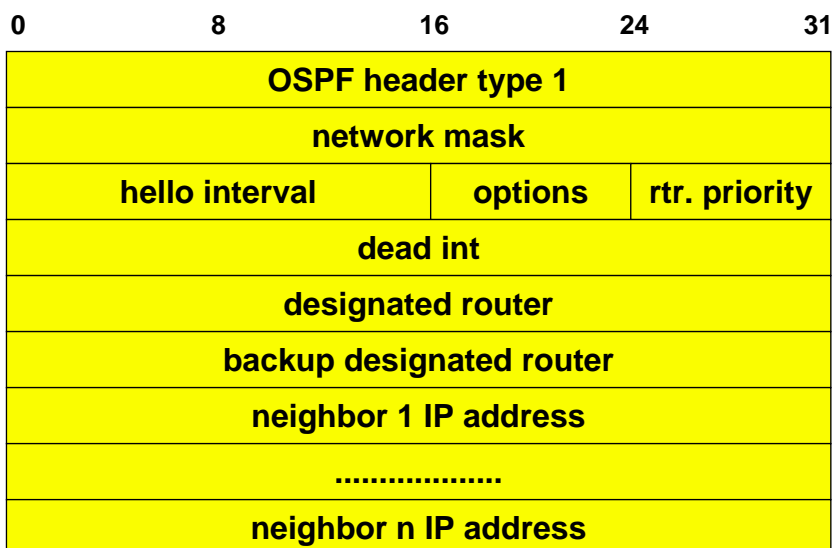 0 8 16 24 31
OSPF header type 1
network mask
hello interval options rtr. priority
dead int
designated router
backup designated router
neighbor 1 IP address
...................
neighbor n IP address